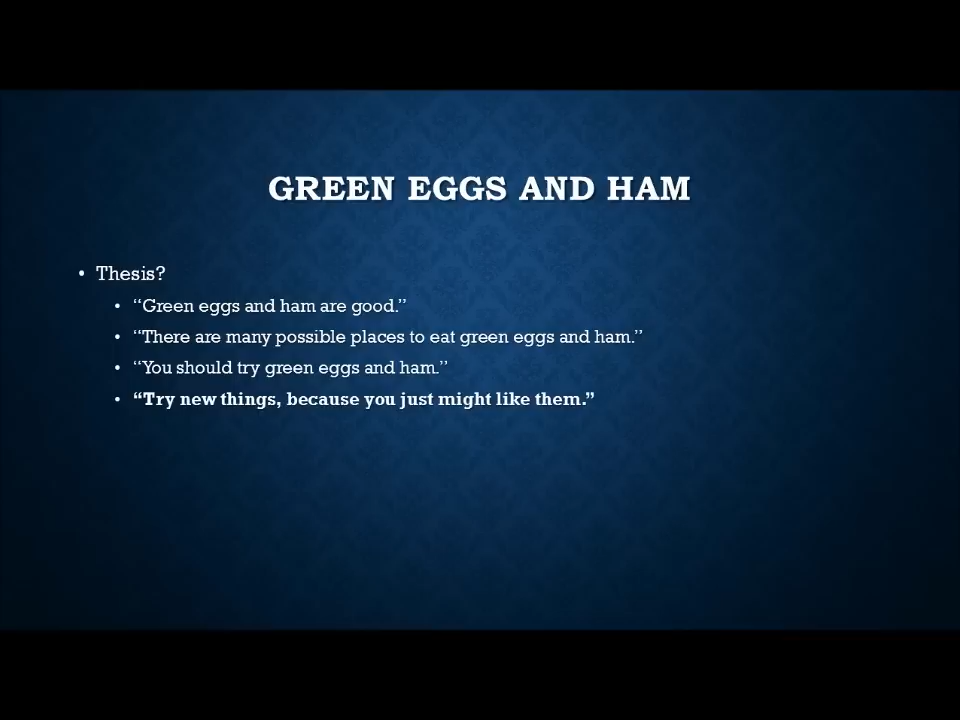 GREEN EGGS AND HAM
• Thesis?
• “Green eggs and ham are good.”
• “There are many possible places to eat green eggs and ham.”
• “You should try green eggs and ham.”
• “Try new things, because you just might like them.”